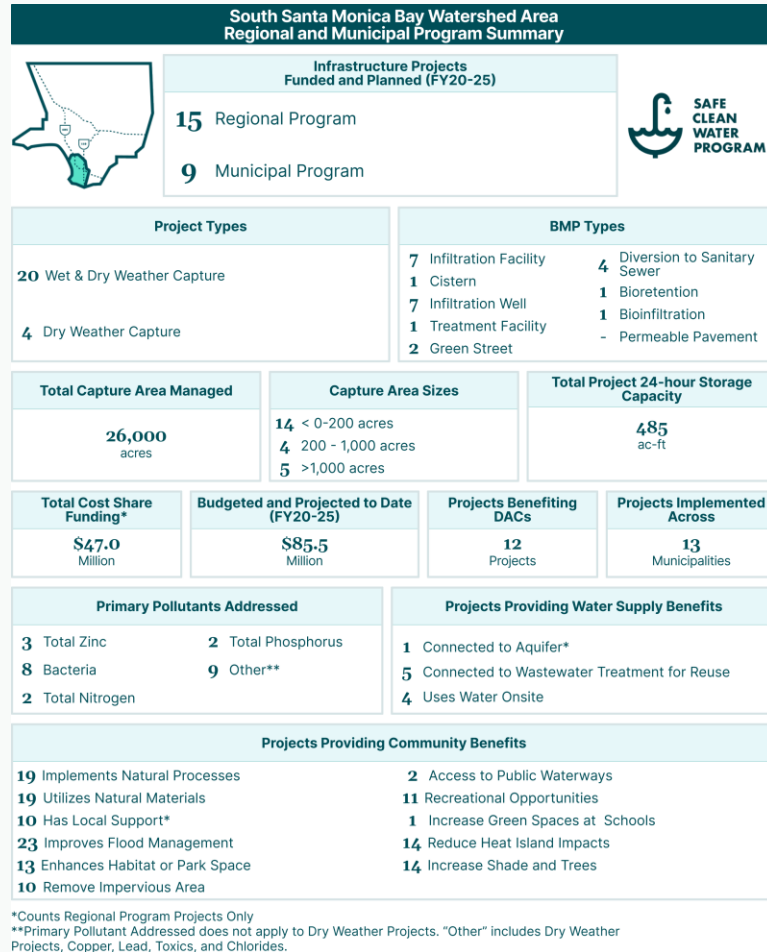 South Santa Monica Bay Watershed Area
Regional and Municipal Program Summary
Infrastructure Projects
Funded and Planned (FY20-25)
15 Regional Program
9 Municipal Program
SAFE
CLEAN
WATER
PROGRAM
Project Types
20 Wet & Dry Weather Capture
4 Dry Weather Capture
BMP Types
7 Infiltration Facility
1 Cistern
7 Infiltration Well
1 Treatment Facility
2 Green Street
4 Diversion to Sanitary
Sewer
1 Bioretention
1 Bioinfiltration
- Permeable Pavement
Total Capture Area Managed
26,000
acres
Capture Area Sizes
14 < 0-200 acres
4 200 - 1,000 acres
5 >1,000 acres
Total Project 24-hour Storage
Capacity
485
ac-ft
Total Cost Share
Funding*
$47.0
Million
Budgeted and Projected to Date
(FY20-25)
$85.5
Million
Projects Benefiting
DACs
12
Projects
Projects Implemented
Across
13
Municipalities
Primary Pollutants Addressed
3 Total Zinc
8 Bacteria
2 Total Nitrogen
2 Total Phosphorus
9 Other**
Projects Providing Water Supply Benefits
1 Connected to Aquifer*
5 Connected to Wastewater Treatment for Reuse
4 Uses Water Onsite
Projects Providing Community Benefits
19 Implements Natural Processes
19 Utilizes Natural Materials
10 Has Local Support*
23 Improves Flood Management
13 Enhances Habitat or Park Space
10 Remove Impervious Area
2 Access to Public Waterways
11 Recreational Opportunities
1 Increase Green Spaces at Schools
14 Reduce Heat Island Impacts
14 Increase Shade and Trees
*Counts Regional Program Projects Only
**Primary Pollutant Addressed does not apply to Dry Weather Projects. "Other" includes Dry Weather
Projects, Copper, Lead, Toxics, and Chlorides.